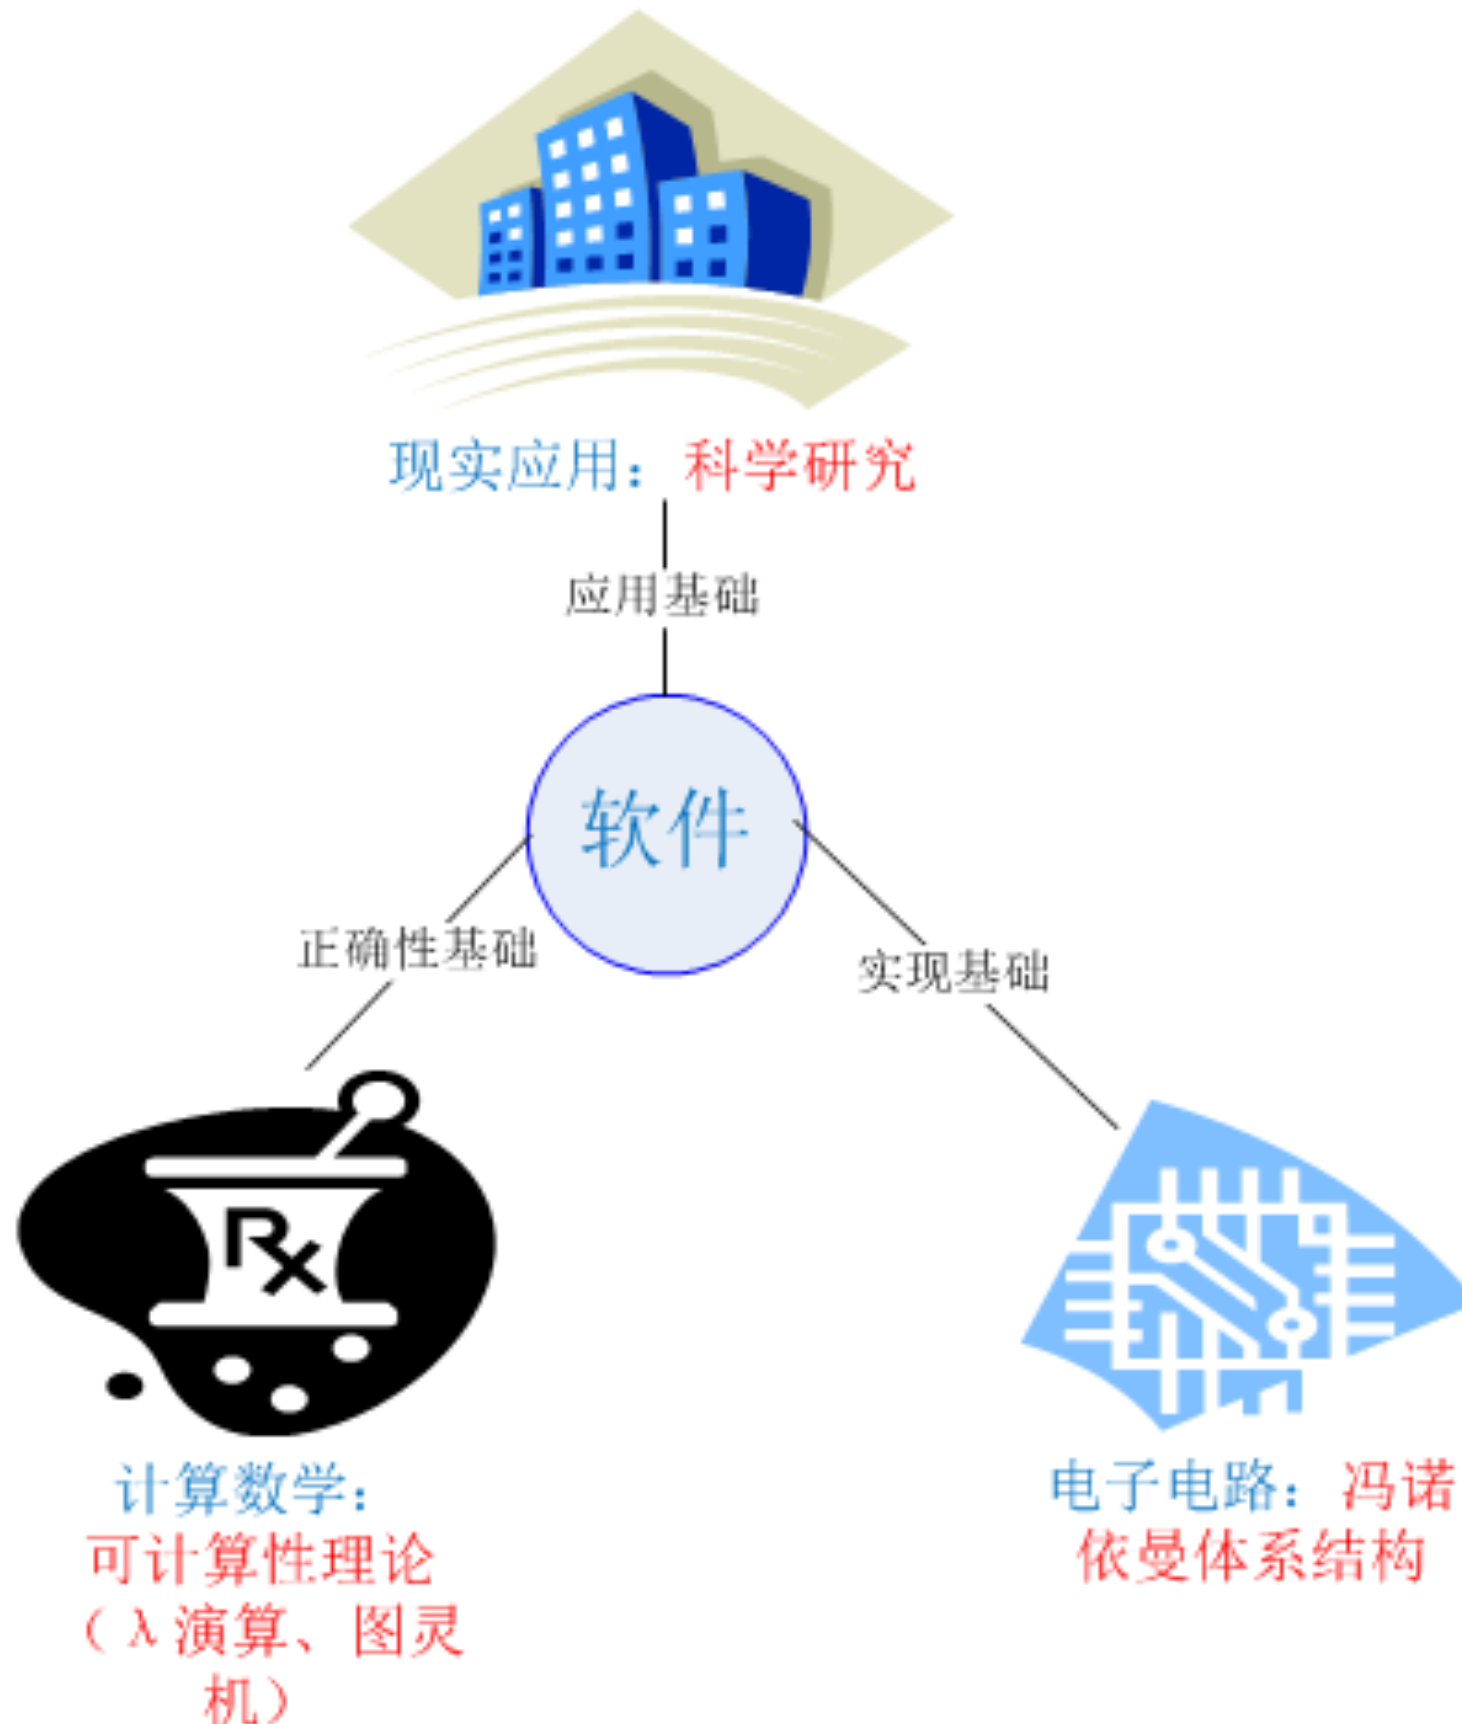 现实应用：科学研究
应用基础
软件
正确性基础
实现基础
Rx
计算数学：
可计算性理论
（λ演算、图灵
机）
电子电路：冯诺
依曼体系结构